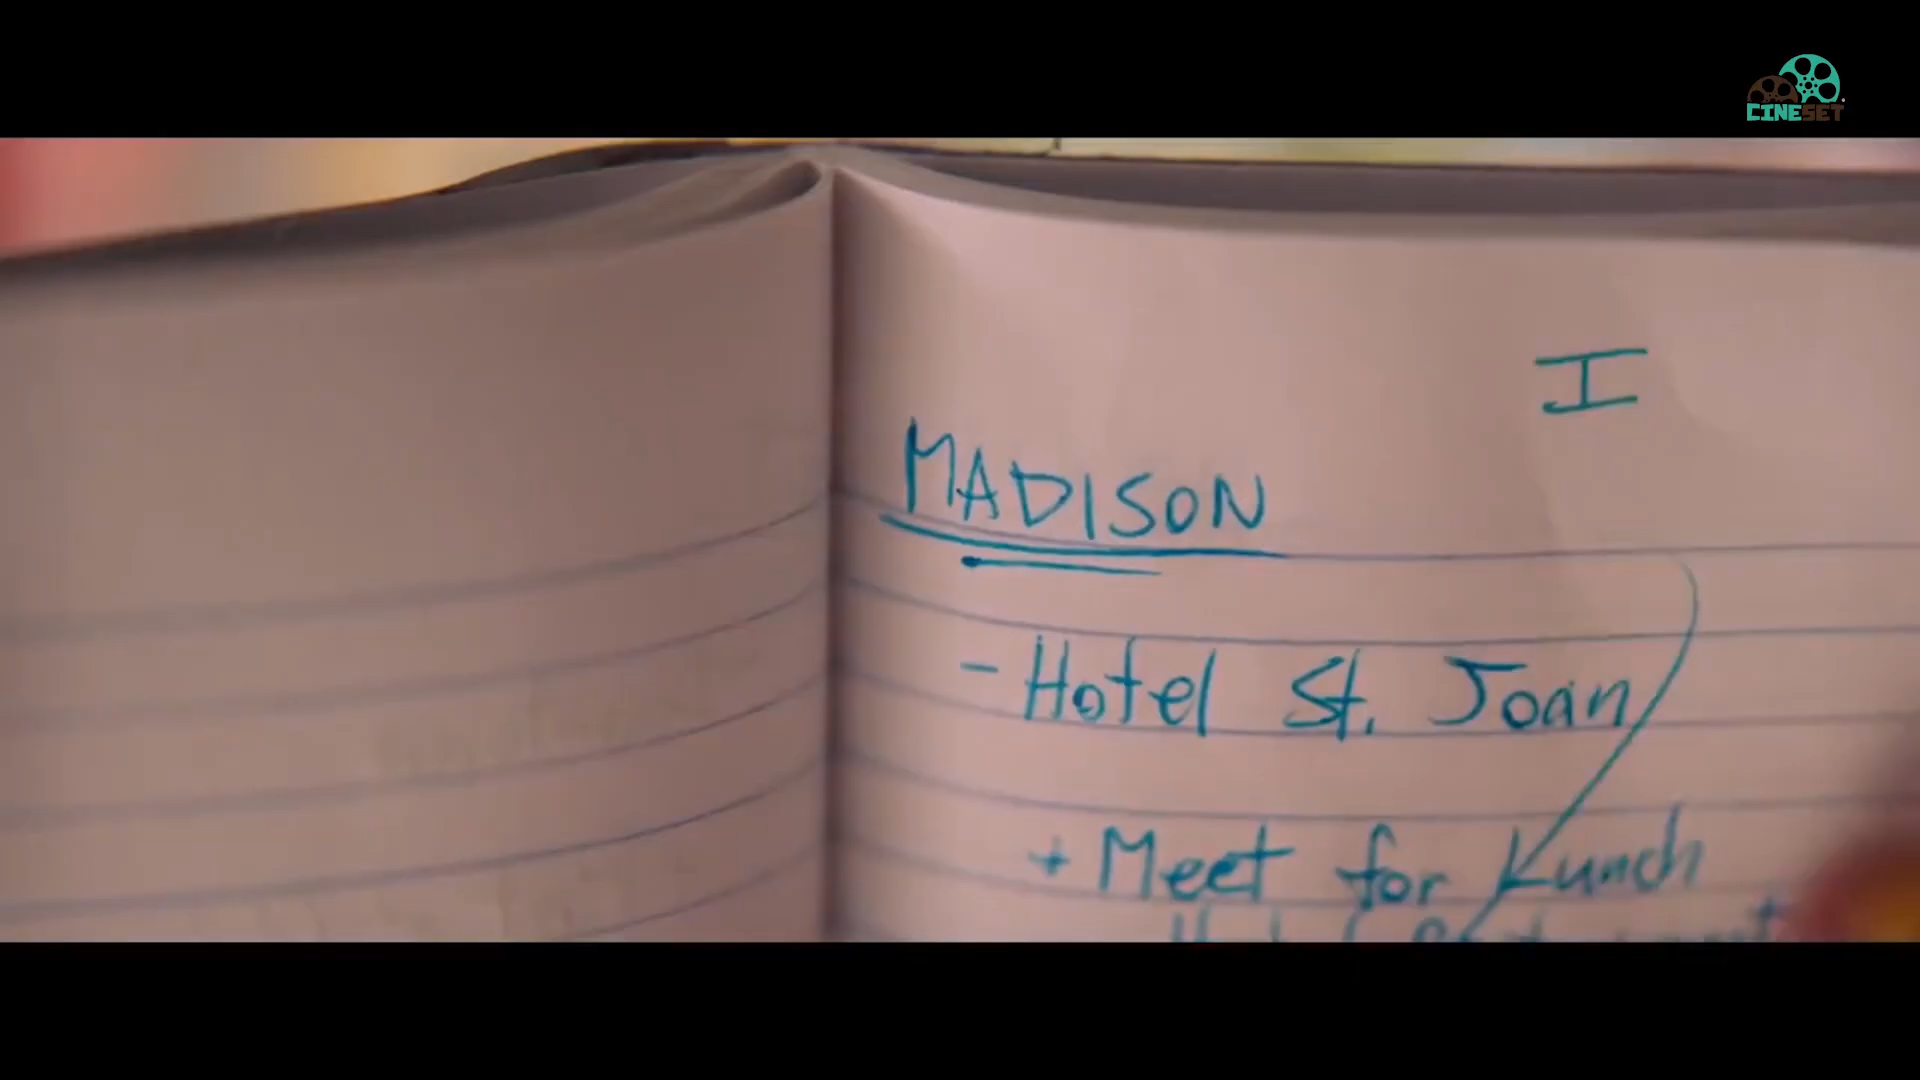 CINESET
I
MADISON
- Hotel St. Joan
+ Meet for Lunch